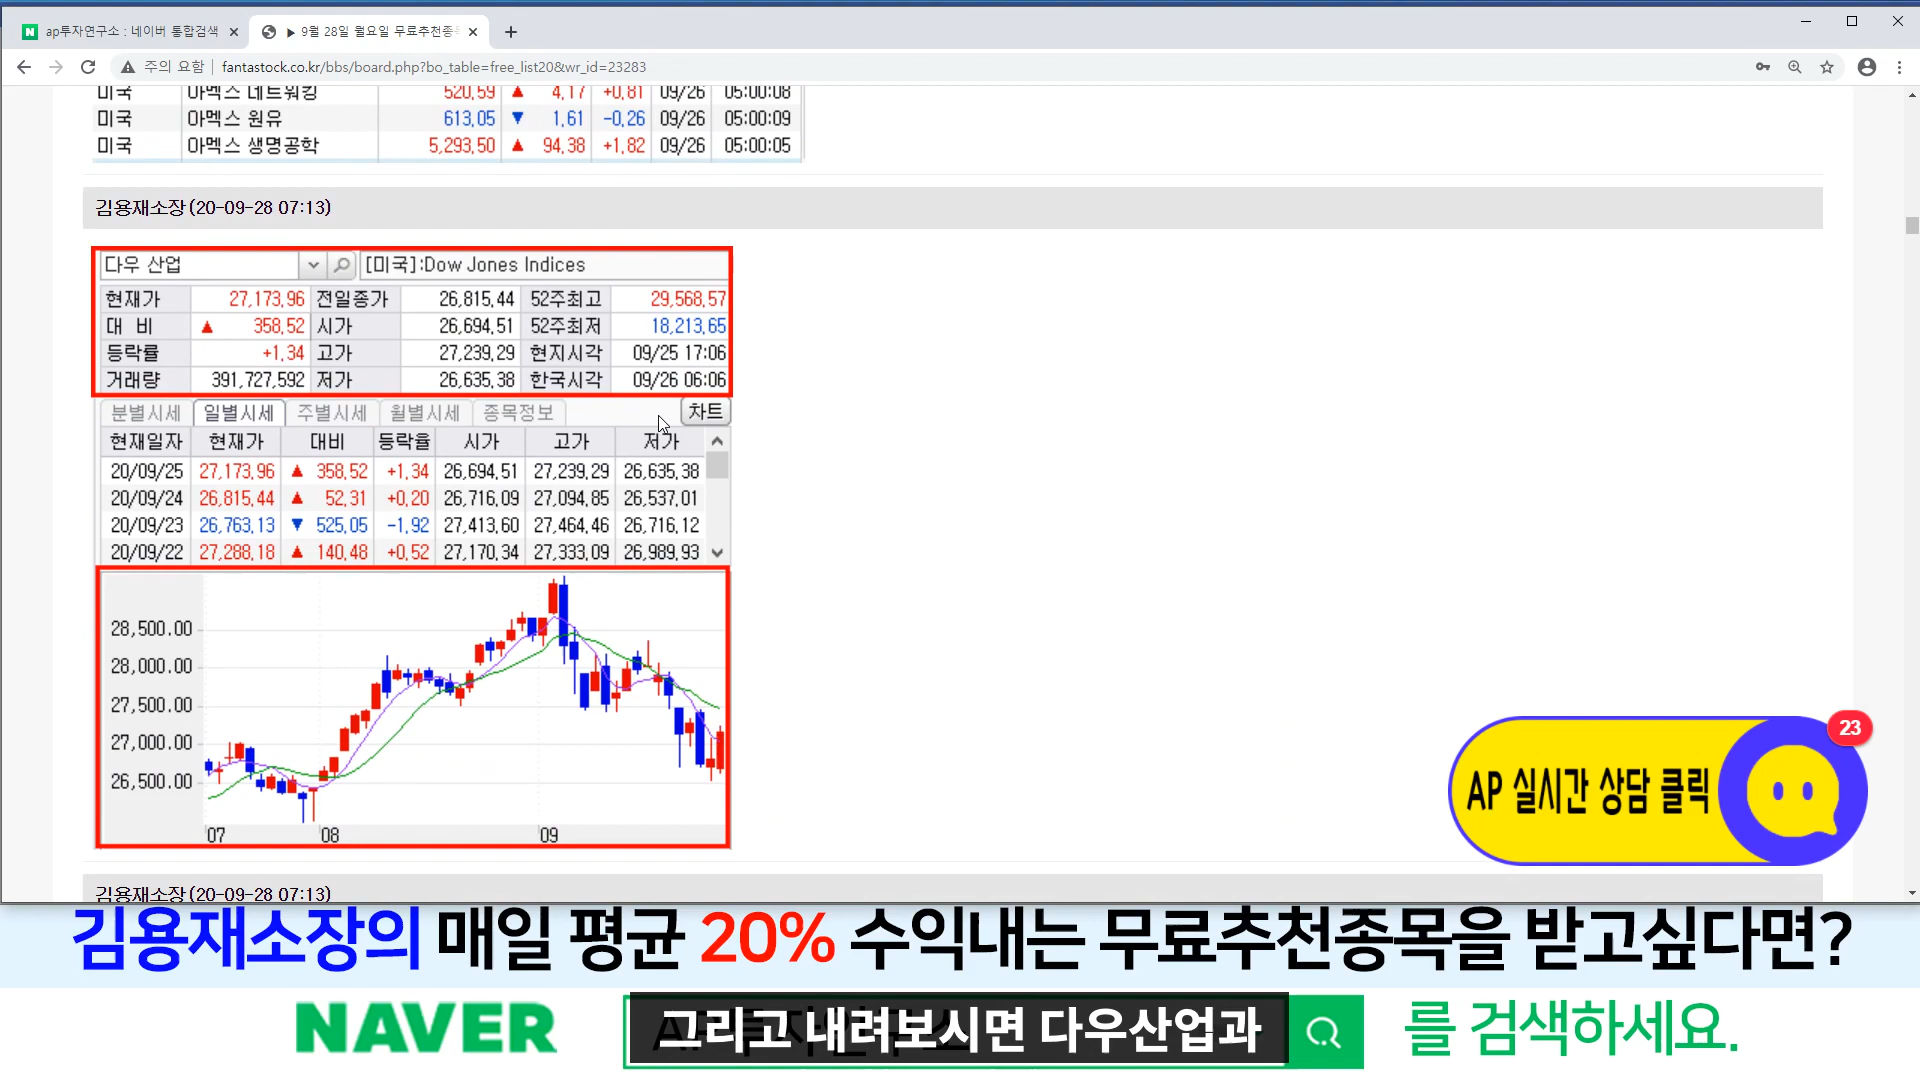 ap투자연구소 : 네이버 통합검색
▶ 9월 28일 월요일 무료추천종
주의 요함 | fantastock.co.kr/bbs/board.php?bo_table=free_list20&wr_id=23283
미국 아멕스 네트워킹 520,59 ▲ 4,17 +0,81 09/26 05:00:08
미국 아멕스 원유 613,05 ▼ 1,61 -0,26 09/26 05:00:09
미국 아멕스 생명공학 5,293,50 ▲ 94,38 +1,82 09/26 05:00:05
김용재소장 (20-09-28 07:13)
다우 산업 [미국]:Dow Jones Indices
현재가 27,173,96 전일종가 26,815,44 52주최고 29,568,57
대 비 ▲ 358,52 시가 26,694,51 52주최저 18,213,65
등락률 +1,34 고가 27,239,29 현지시각 09/25 17:06
거래량 391,727,592 저가 26,635,38 한국시각 09/26 06:06
분별시세 일별시세 주별시세 월별시세 종목정보 차트
현재일자 현재가 대비 등락율 시가 고가 저가
20/09/25 27,173,96 ▲ 358,52 +1,34 26,694,51 27,239,29 26,635,38
20/09/24 26,815,44 ▲ 52,31 +0,20 26,716,09 27,094,85 26,537,01
20/09/23 26,763,13 ▼ 525,05 -1,92 27,413,60 27,464,46 26,716,12
20/09/22 27,288,18 ▲ 140,48 +0,52 27,170,34 27,333,09 26,989,93
28,500.00
28,000.00
27,500.00
27,000.00
26,500.00
07 08 09
23
AP 실시간 상담 클릭
김용재소장 (20-09-28 07:13)
김용재소장의 매일 평균 20% 수익내는 무료추천종목을 받고싶다면?
NAVER 그리고 내려보시면 다우산업과 를 검색하세요.